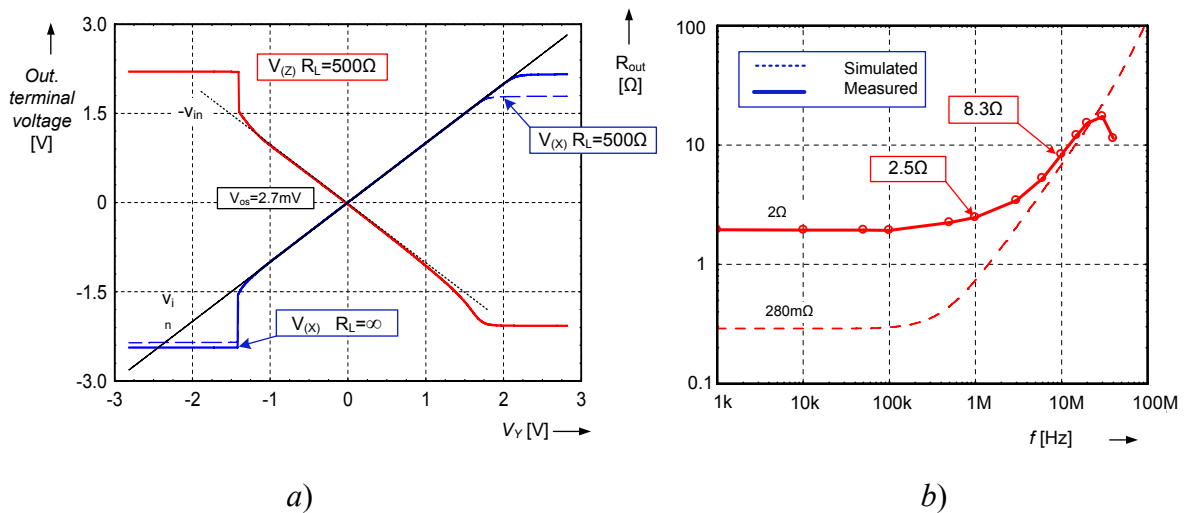 Out.
terminal
voltage
[V]
3.0
1.5
0
-1.5
-3.0
V(Z) RL=500Ω
-vin
V(X) RL=500Ω
Vos=2.7mV
vi
n
V(X) RL=∞
-3
-2
-1
0
1
2
3
VY [V]
a)
Rout
[Ω]
100
10
1
0.1
Simulated
Measured
8.3Ω
2.5Ω
2Ω
280mΩ
1k
10k
100k
1M
10M
100M
f [Hz]
b)